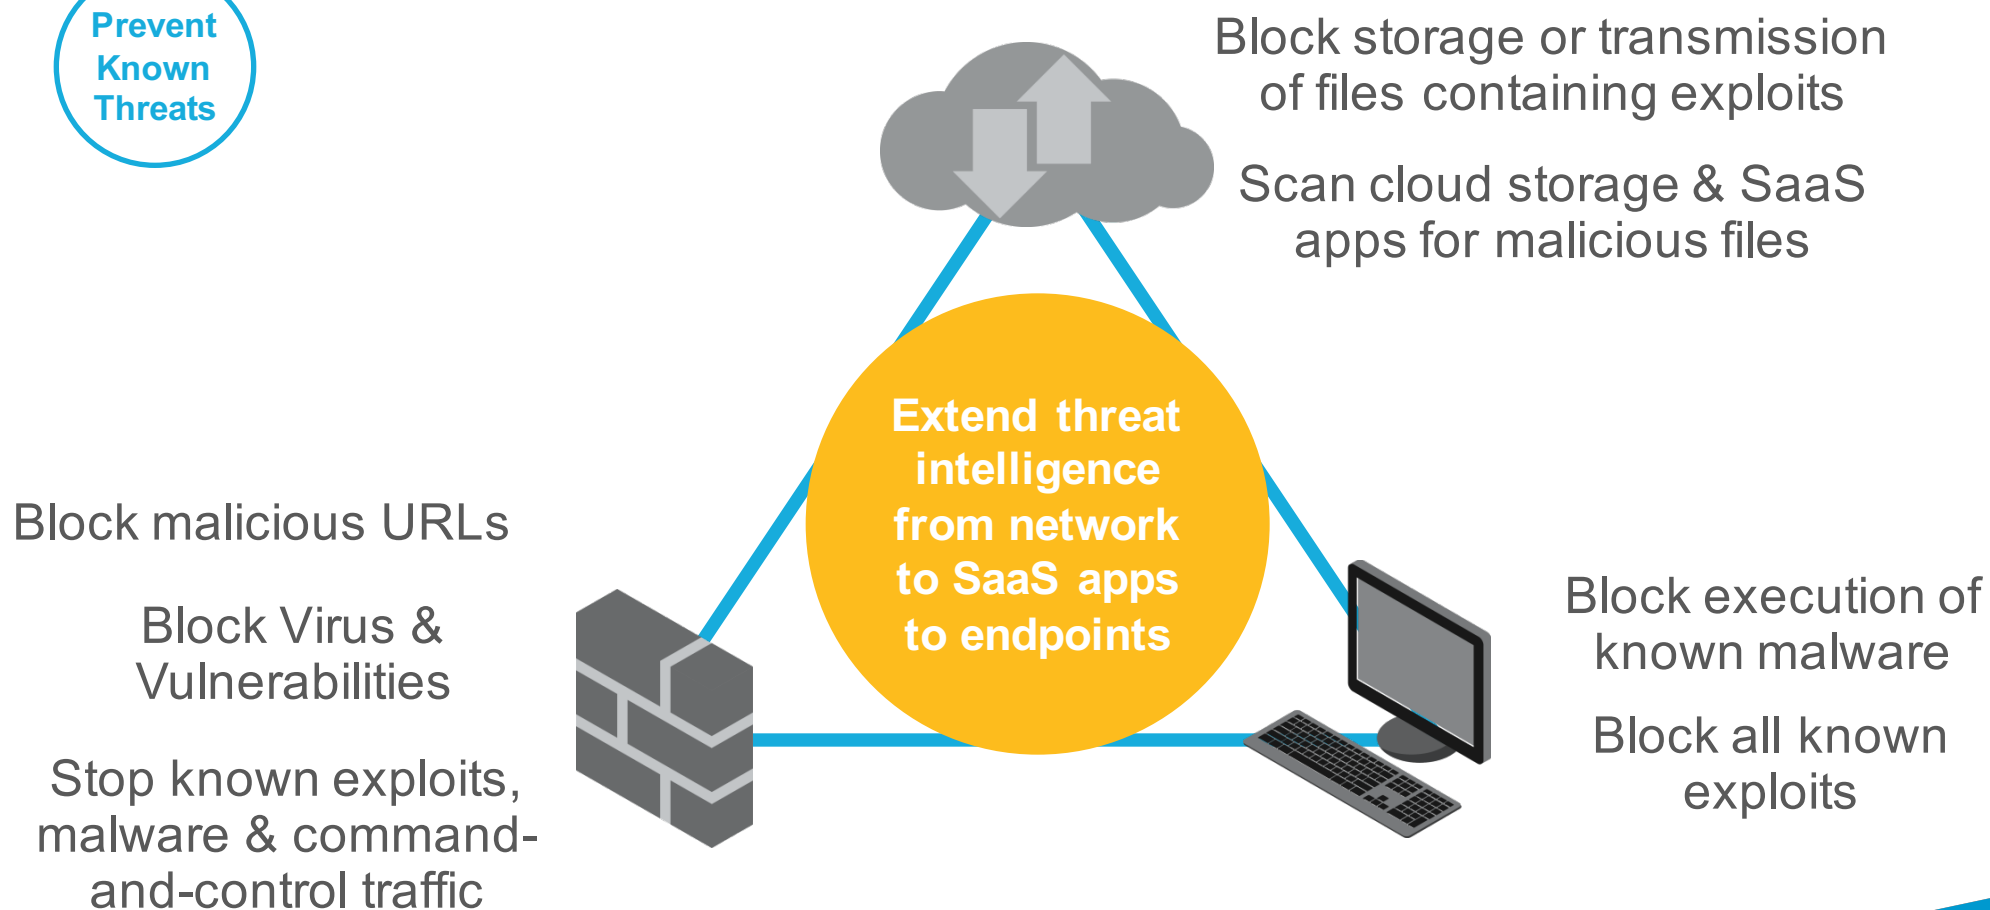 Prevent
Known
Threats
Block storage or transmission
of files containing exploits
Scan cloud storage & SaaS
apps for malicious files
Extend threat
intelligence
from network
to SaaS apps
to endpoints
Block malicious URLs
Block Virus &
Vulnerabilities
Stop known exploits,
malware & command-
and-control traffic
Block execution of
known malware
Block all known
exploits